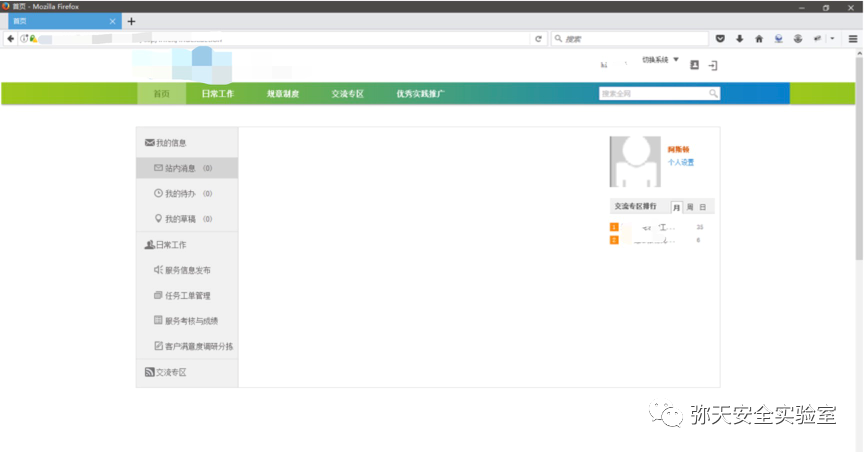 首页 - Mozilla Firefox
首页
搜索
切换系统
首页 日常工作 规章制度 交流专区 优秀实践推广
搜索全网
我的信息
站内消息 (0)
我的待办 (0)
我的草稿 (0)
日常工作
服务信息发布
任务工单管理
服务考核与成绩
客户满意度调研分拣
交流专区
阿斯顿
个人设置
交流专区排行 月 周 日
1
2
弥天安全实验室